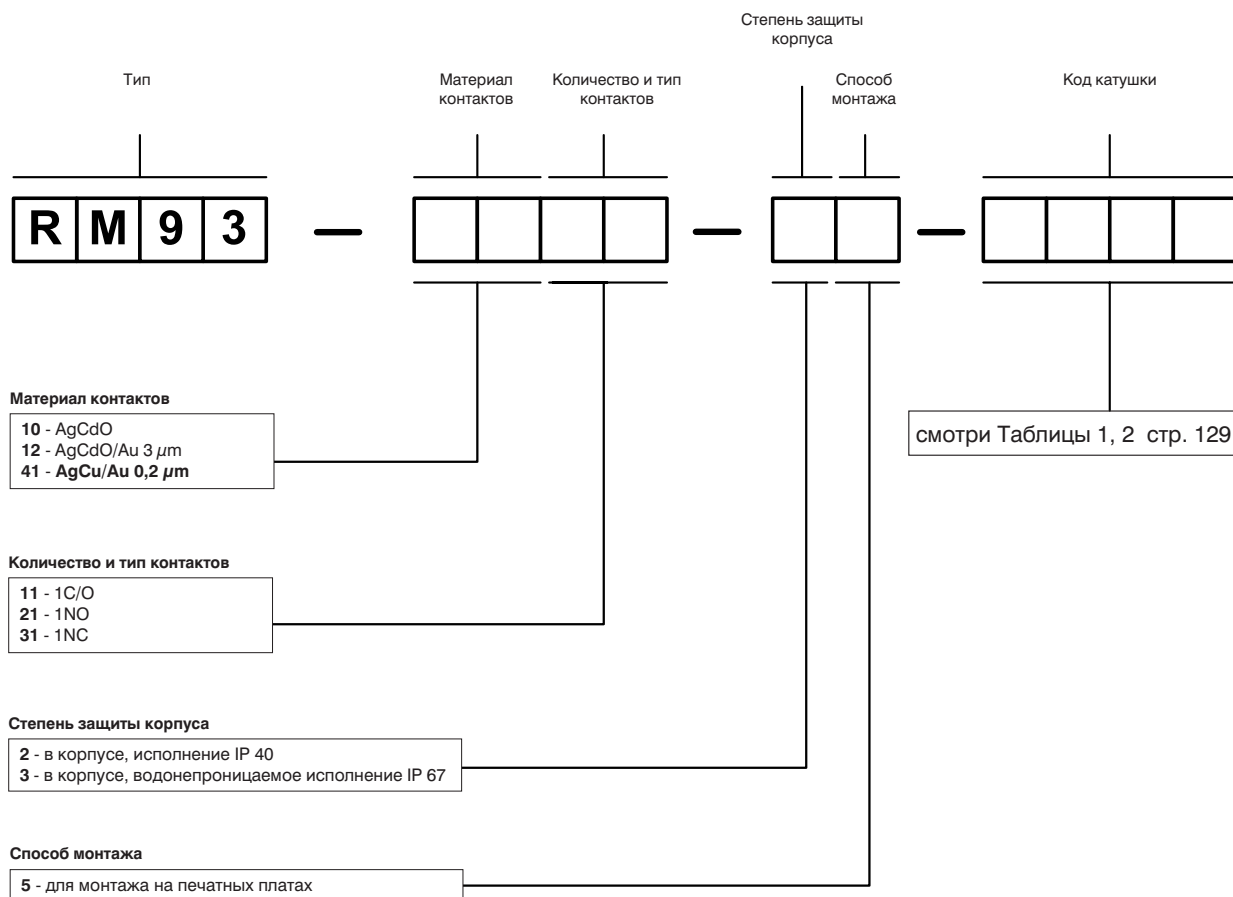 Степень защиты
корпуса
Тип
Материал
контактов
Количество и тип
контактов
Способ
монтажа
Код катушки
RM93 — — —
Материал контактов
10 - AgCdO
12 - AgCdO/Au 3 µm
41 - AgCu/Au 0,2 µm
смотри Таблицы 1, 2 стр. 129
Количество и тип контактов
11 - 1C/O
21 - 1NO
31 - 1NC
Степень защиты корпуса
2 - в корпусе, исполнение IP 40
3 - в корпусе, водонепроницаемое исполнение IP 67
Способ монтажа
5 - для монтажа на печатных платах